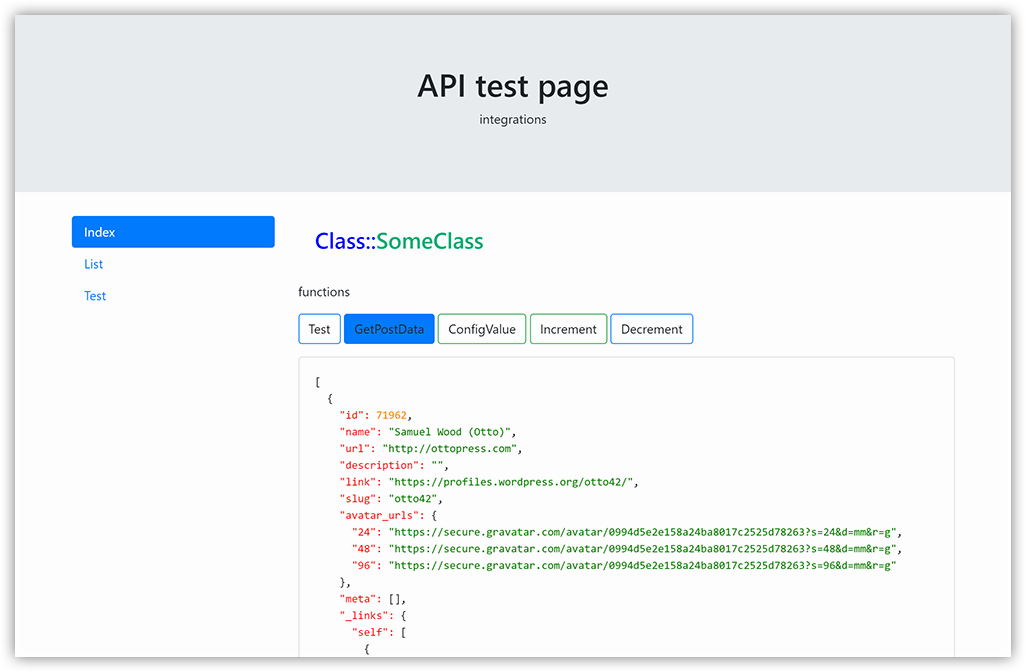 API test page
integrations
Index
List
Test
Class::SomeClass
functions
Test GetPostData ConfigValue Increment Decrement
[
  {
    "id": 71962,
    "name": "Samuel Wood (Otto)",
    "url": "http://ottopress.com",
    "description": "",
    "link": "https://profiles.wordpress.org/otto42/",
    "slug": "otto42",
    "avatar_urls": {
      "24": "https://secure.gravatar.com/avatar/0994d5e2e158a24ba8017c2525d78263?s=24&d=mm&r=g",
      "48": "https://secure.gravatar.com/avatar/0994d5e2e158a24ba8017c2525d78263?s=48&d=mm&r=g",
      "96": "https://secure.gravatar.com/avatar/0994d5e2e158a24ba8017c2525d78263?s=96&d=mm&r=g"
    },
    "meta": [],
    "_links": {
      "self": [
        {